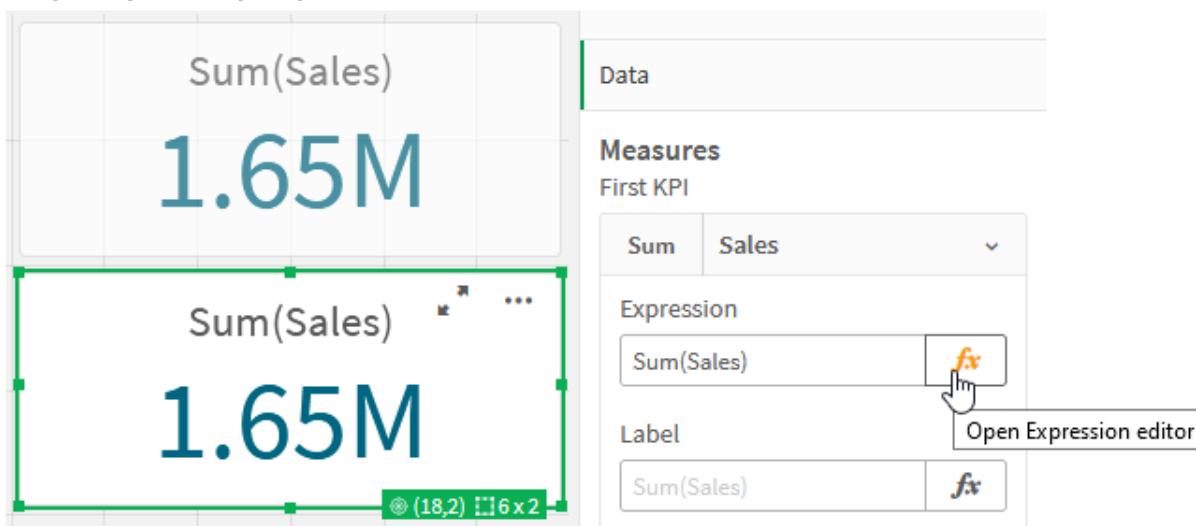 Sum(Sales)
1.65M
Sum(Sales)
1.65M
(18,2) 6 x 2
Data
Measures
First KPI
Sum Sales
Expression
Sum(Sales) fx
Open Expression editor
Label
Sum(Sales) fx